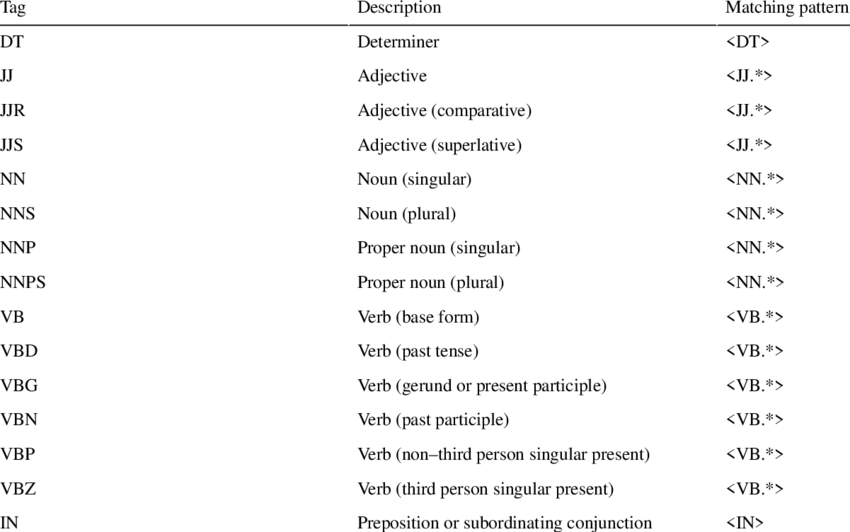 Tag Description Matching pattern
DT Determiner <DT>
JJ Adjective <JJ.*>
JJR Adjective (comparative) <JJ.*>
JJS Adjective (superlative) <JJ.*>
NN Noun (singular) <NN.*>
NNS Noun (plural) <NN.*>
NNP Proper noun (singular) <NN.*>
NNPS Proper noun (plural) <NN.*>
VB Verb (base form) <VB.*>
VBD Verb (past tense) <VB.*>
VBG Verb (gerund or present participle) <VB.*>
VBN Verb (past participle) <VB.*>
VBP Verb (non–third person singular present) <VB.*>
VBZ Verb (third person singular present) <VB.*>
IN Preposition or subordinating conjunction <IN>